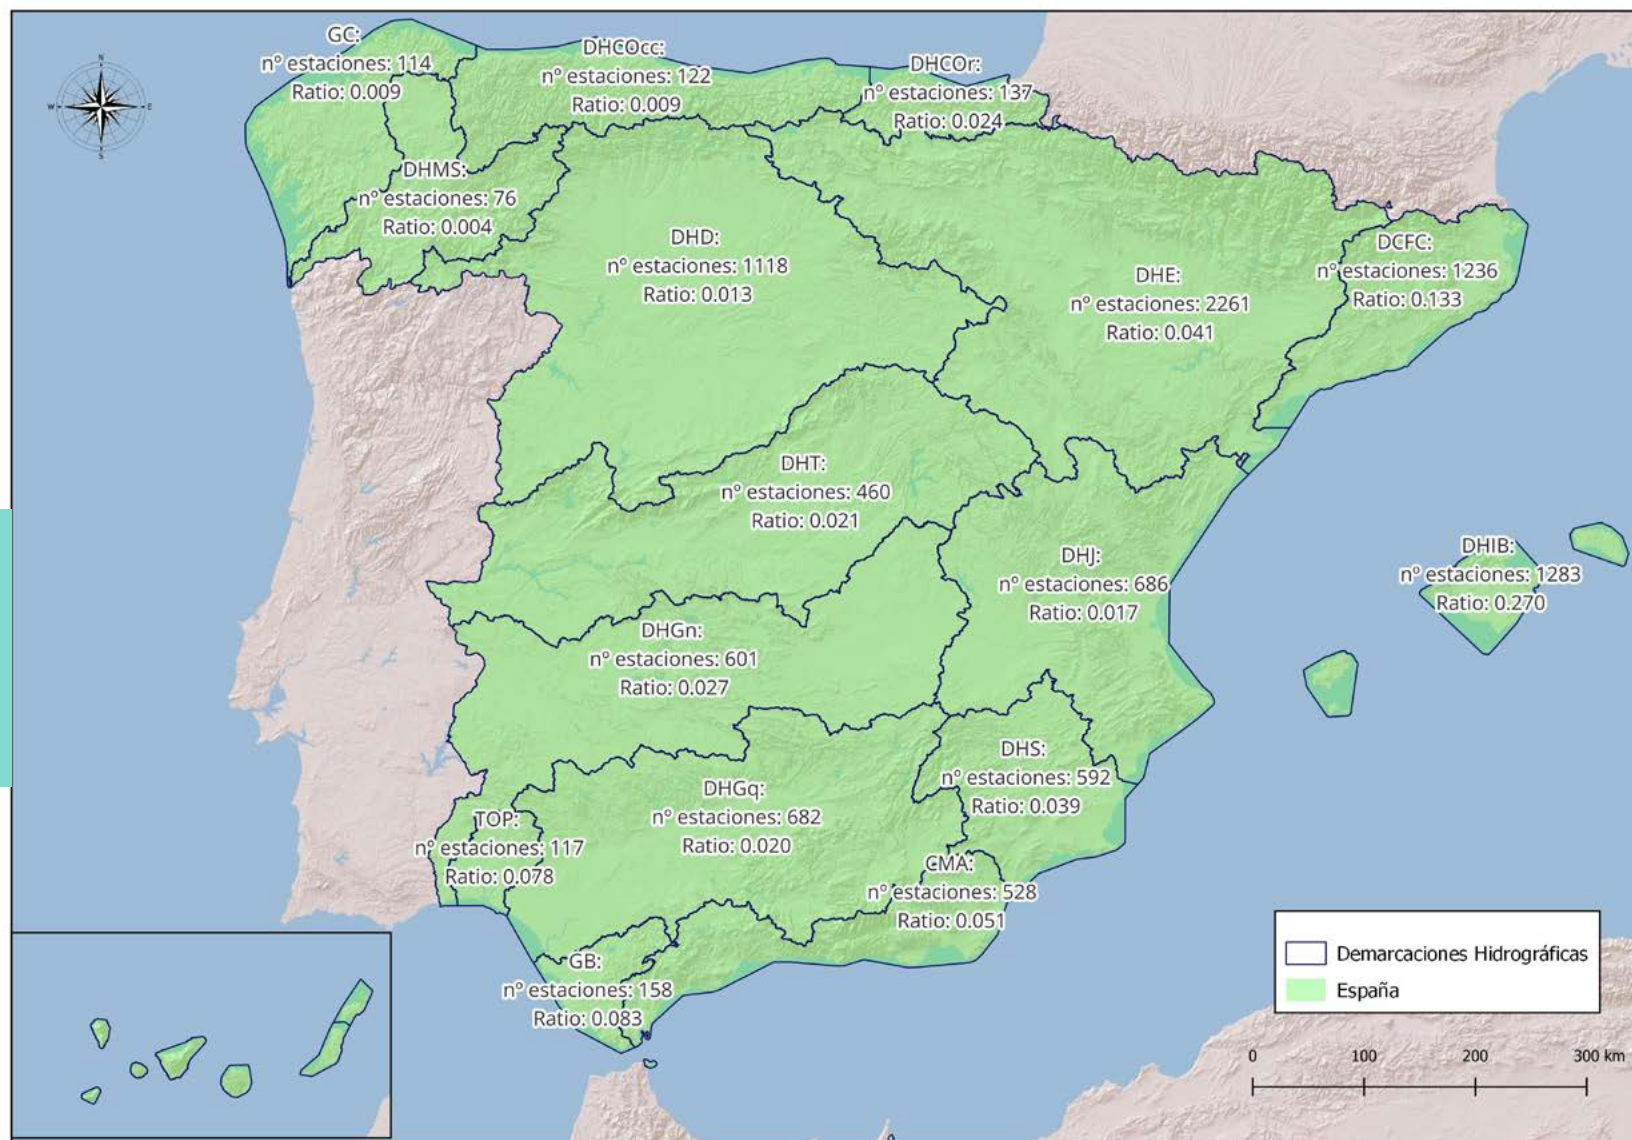 GC:
nº estaciones: 114
Ratio: 0.009
DHCOcc:
nº estaciones: 122
Ratio: 0.009
DHCOr:
nº estaciones: 137
Ratio: 0.024
N
W
E
S
DHMS:
nº estaciones: 76
Ratio: 0.004
DHD:
nº estaciones: 1118
Ratio: 0.013
DHE:
nº estaciones: 2261
Ratio: 0.041
DCFC:
nº estaciones: 1236
Ratio: 0.133
DHT:
nº estaciones: 460
Ratio: 0.021
DHJ:
nº estaciones: 686
Ratio: 0.017
DHIB:
nº estaciones: 1283
Ratio: 0.270
DHGn:
nº estaciones: 601
Ratio: 0.027
DHS:
nº estaciones: 592
Ratio: 0.039
DHGq:
nº estaciones: 682
Ratio: 0.020
TOP:
nº estaciones: 117
Ratio: 0.078
CMA:
nº estaciones: 528
Ratio: 0.051
GB:
nº estaciones: 158
Ratio: 0.083
Demarcaciones Hidrográficas
España
0 100 200 300 km